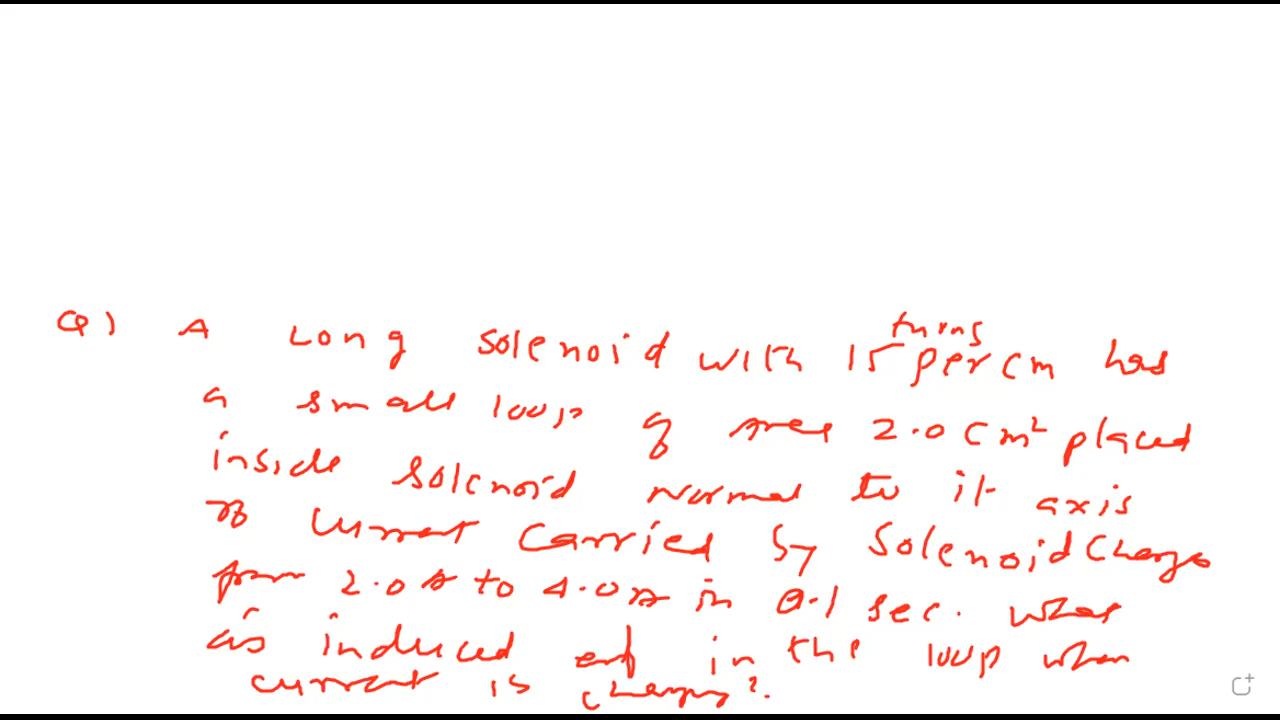 Q1) A Long solenoid with 15 turns per cm has
a small loop of area 2.0 cm² placed
inside solenoid normal to it axis
If current carried by solenoid change
from 2.0A to 4.0A in 0.1 sec. what
is induced emf in the loop when
current is changing?